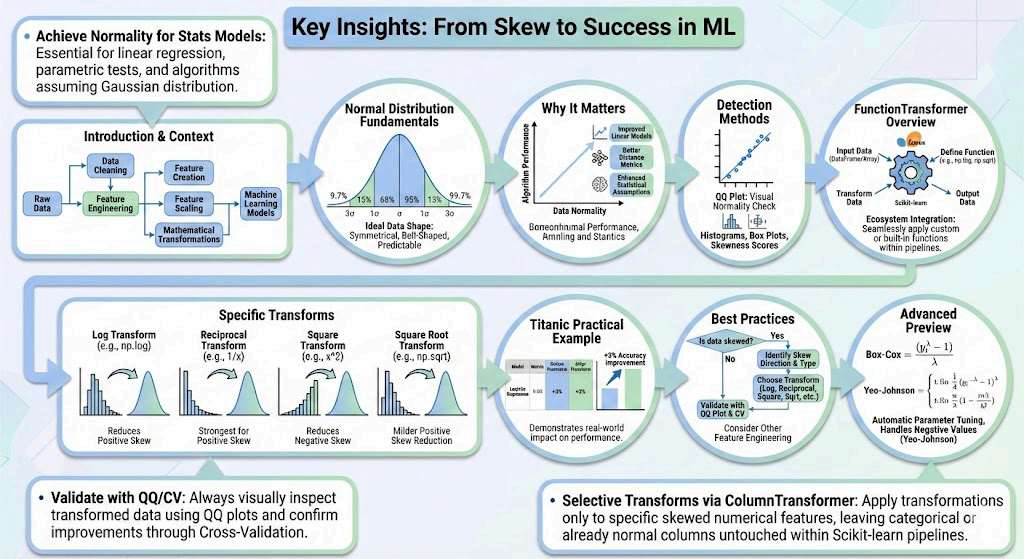 Key Insights: From Skew to Success in ML
• Achieve Normality for Stats Models:
Essential for linear regression,
parametric tests, and algorithms
assuming Gaussian distribution.
Introduction & Context
Raw
Data
Data
Cleaning
Feature
Engineering
Feature
Creation
Feature
Scaling
Mathematical
Transformations
Machine
Learning
Models
Normal Distribution
Fundamentals
9.7%
15%
68%
95%
13%
99.7%
3σ
1σ
σ
1σ
3σ
Ideal Data Shape:
Symmetrical, Bell-Shaped,
Predictable
Why It Matters
Algorithm Performance
Improved
Linear Models
Better
Distance
Metrics
Enhanced
Statistical
Assumptions
Data Normality
Performance,
and Stantics
Detection
Methods
QQ Plot: Visual
Normality Check
Histograms, Box Plots,
Skewness Scores
FunctionTransformer
Overview
Input Data
(DataFrame/Array)
Define Function
(e.g., np.log, np.sqrt)
Transform
Data
Scikit-learn
Output
Data
Ecosystem Integration:
Seamlessly apply custom
or built-in functions
within pipelines.
Specific Transforms
Log Transform
(e.g., np.log)
Reduces
Positive Skew
Reciprocal
Transform
(e.g., 1/x)
Strongest for
Positive Skew
Square
Transform
(e.g., x^2)
Reduces
Negative Skew
Square Root
Transform
(e.g., np.sqrt)
Milder Positive
Skew Reduction
Titanic Practical
Example
Model
+3%
+3%
+3% Accuracy
improvement
Demonstrates real-world
impact on performance.
Best Practices
Is data skewed?
Yes
No
Identify Skew
Direction & Type
Choose Transform
(Log, Reciprocal,
Square, Sqrt, etc.)
Validate with
QQ Plot & CV
Consider Other
Feature Engineering
Advanced
Preview
Box-Cox =
λ
Yeo-Johnson =
Automatic Parameter Tuning,
Handles Negstive Values
(Yeo-Johnson)
• Validate with QQ/CV: Always visually inspect
transformed data using QQ plots and confirm
improvements through Cross-Validation.
• Selective Transforms via ColumnTransformer: Apply transformations
only to specific skewed numerical features, leaving categorical or
already normal columns untouched within Scikit-learn pipelines.